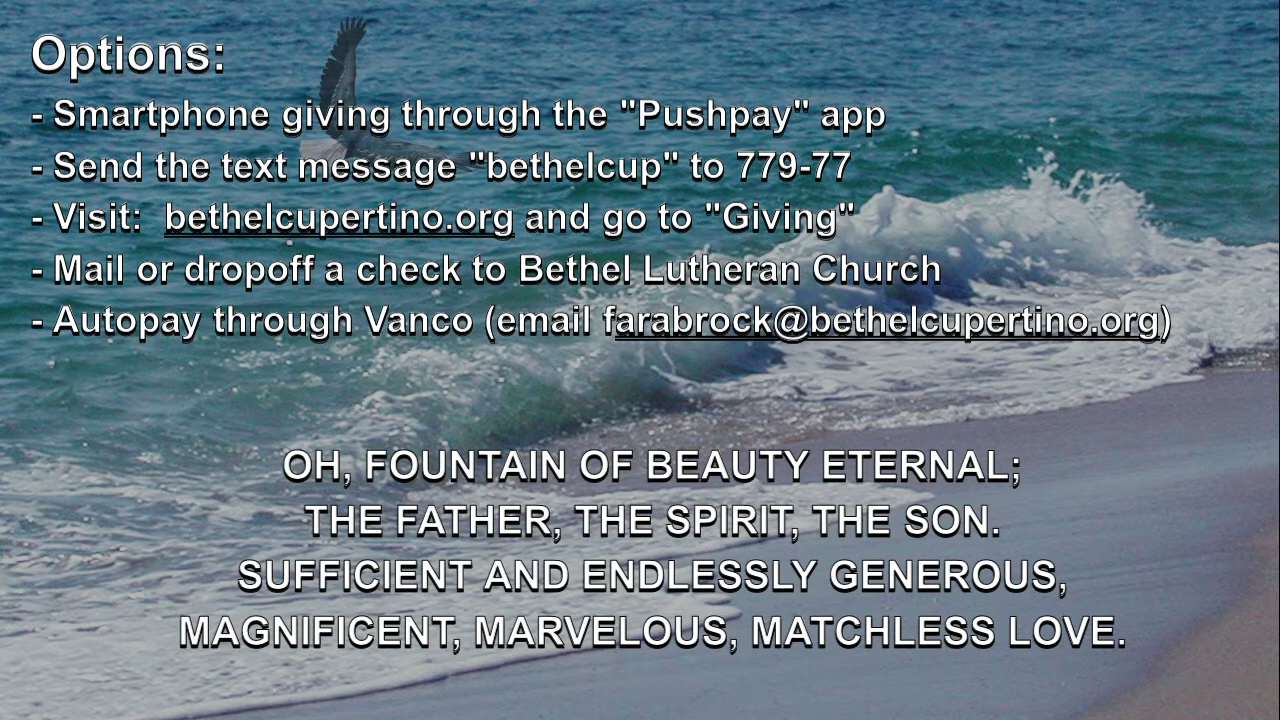 Options:
- Smartphone giving through the "Pushpay" app
- Send the text message "bethelcup" to 779-77
- Visit:  bethelcupertino.org and go to "Giving"
- Mail or dropoff a check to Bethel Lutheran Church
- Autopay through Vanco (email farabrock@bethelcupertino.org)
OH, FOUNTAIN OF BEAUTY ETERNAL;
THE FATHER, THE SPIRIT, THE SON.
SUFFICIENT AND ENDLESSLY GENEROUS,
MAGNIFICENT, MARVELOUS, MATCHLESS LOVE.